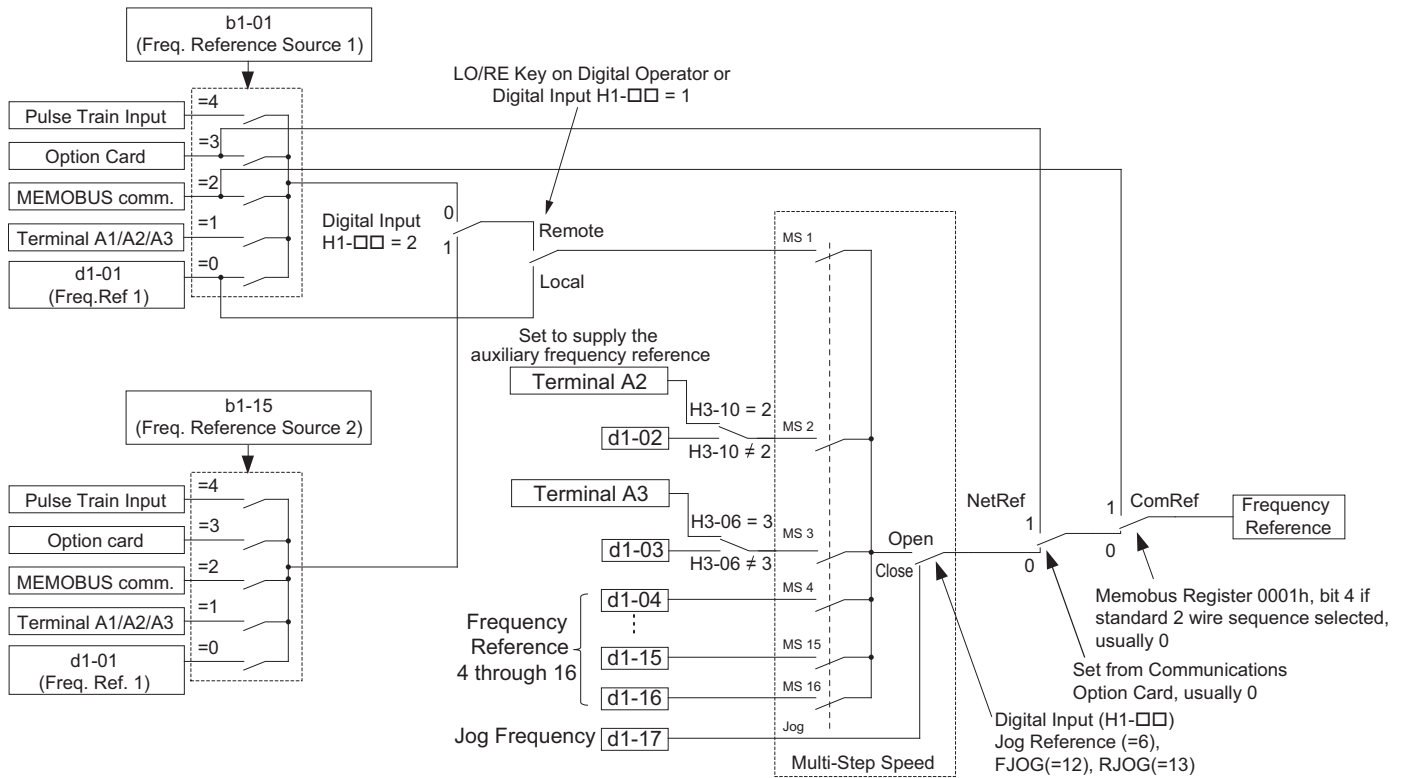 b1-01
(Freq. Reference Source 1)
Pulse Train Input
=4
Option Card
=3
MEMOBUS comm.
=2
Terminal A1/A2/A3
=1
d1-01
(Freq.Ref 1)
=0
LO/RE Key on Digital Operator or
Digital Input H1-□□ = 1
Digital Input
H1-□□ = 2
0
1
Remote
Local
b1-15
(Freq. Reference Source 2)
Pulse Train Input
=4
Option card
=3
MEMOBUS comm.
=2
Terminal A1/A2/A3
=1
d1-01
(Freq. Ref. 1)
=0
MS 1
Set to supply the
auxiliary frequency reference
Terminal A2
H3-10 = 2
d1-02
H3-10 ≠ 2
MS 2
Terminal A3
H3-06 = 3
d1-03
H3-06 ≠ 3
MS 3
Frequency
Reference
4 through 16
d1-04
MS 4
d1-15
MS 15
d1-16
MS 16
Jog Frequency
d1-17
Jog
Multi-Step Speed
Open
Close
NetRef
1
0
1
0
ComRef
Frequency
Reference
Memobus Register 0001h, bit 4 if
standard 2 wire sequence selected,
usually 0
Set from Communications
Option Card, usually 0
Digital Input (H1-□□)
Jog Reference (=6),
FJOG(=12), RJOG(=13)